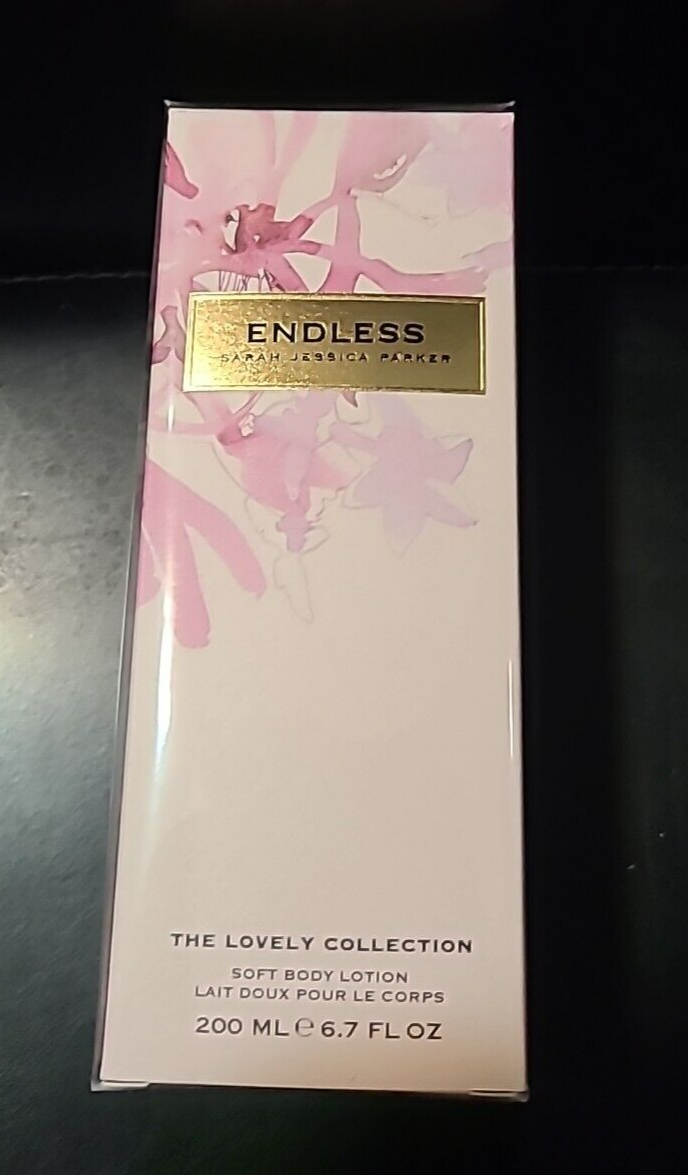 ENDLESS
SARAH JESSICA PARKER
THE LOVELY COLLECTION
SOFT BODY LOTION
LAIT DOUX POUR LE CORPS
200 ML ℮ 6.7 FL OZ